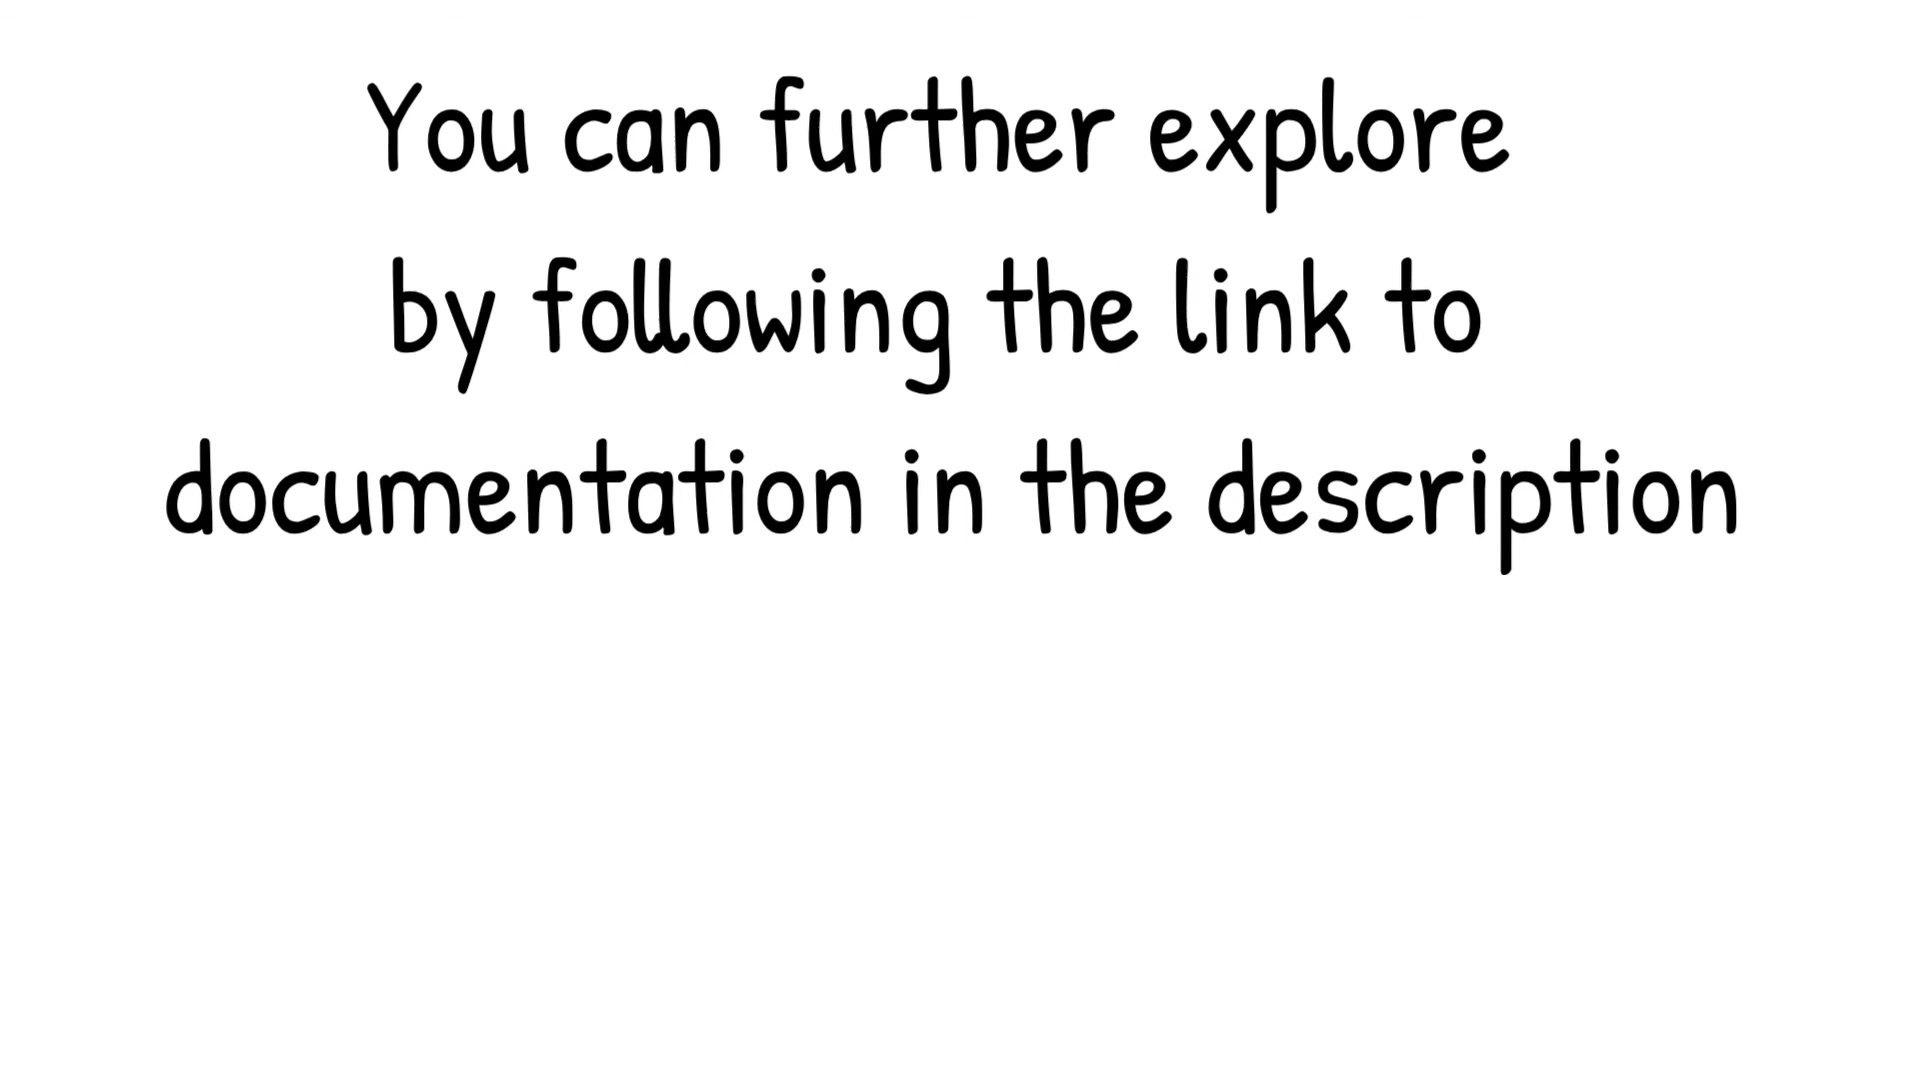 You can further explore
by following the link to
documentation in the description